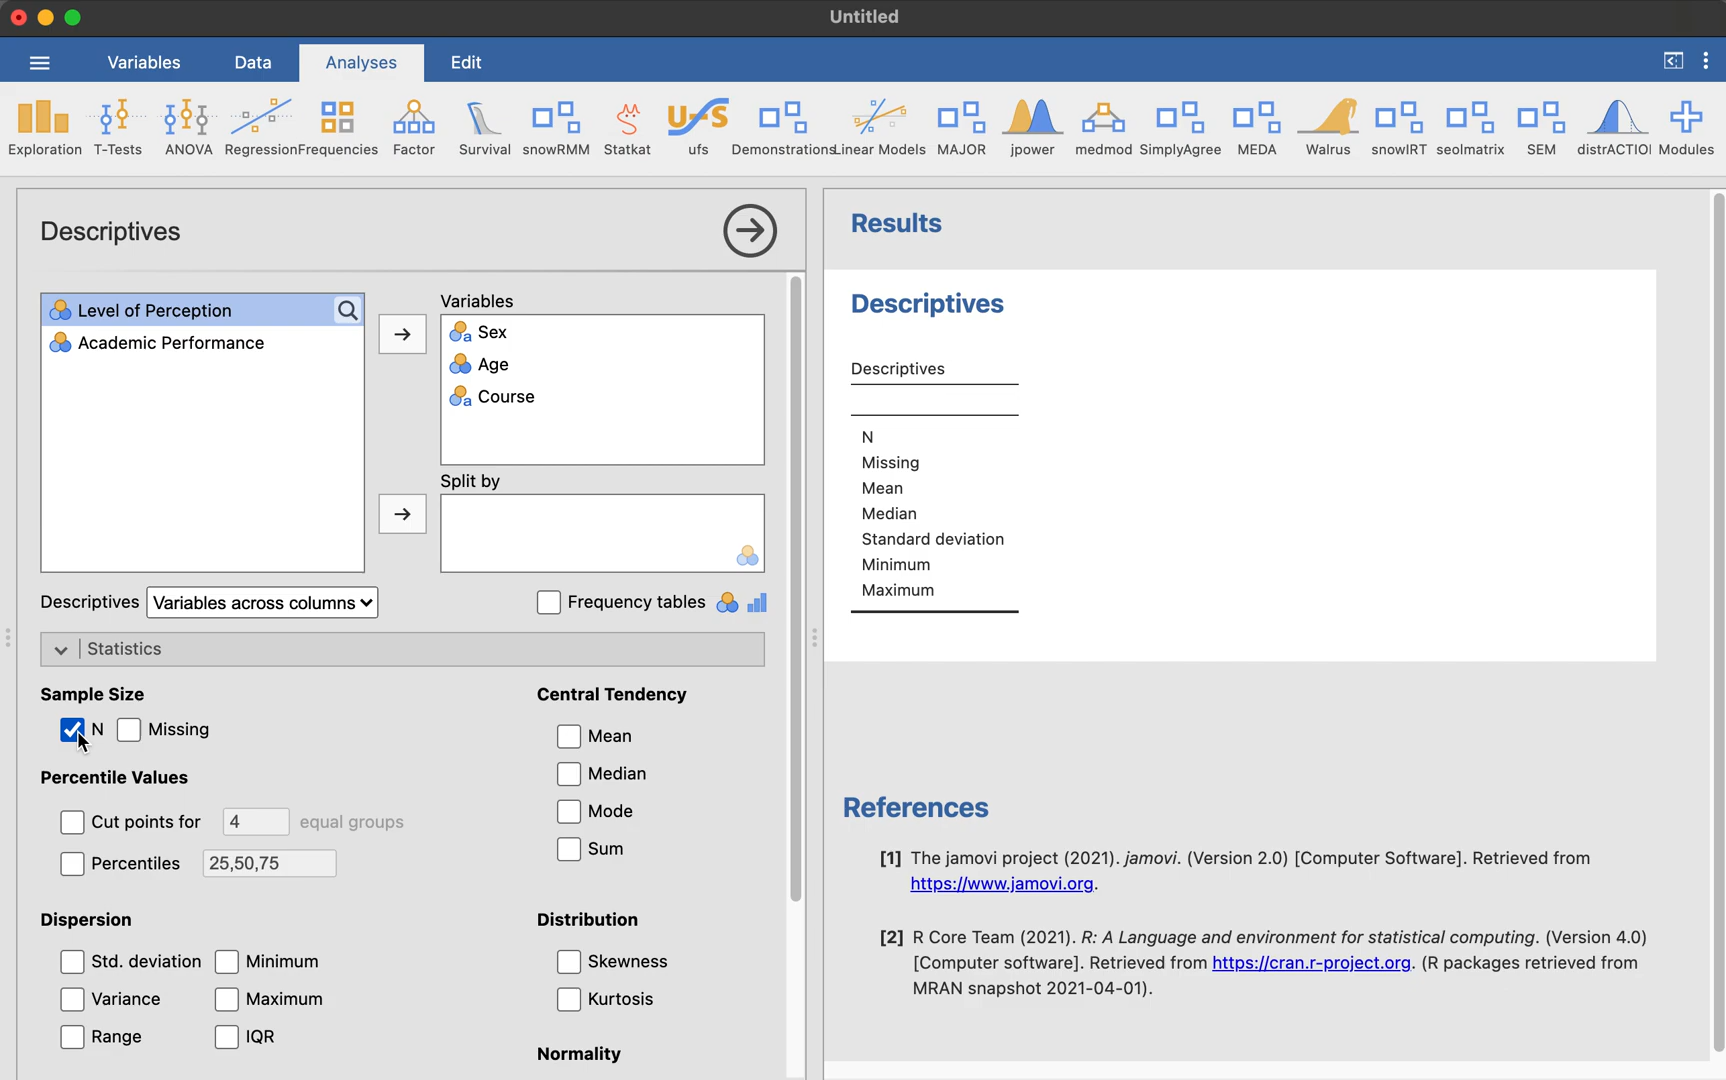 Untitled
Variables Data Analyses Edit
Exploration T-Tests ANOVA Regression Frequencies Factor Survival snowRMM Statkat ufs Demonstrations Linear Models MAJOR jpower medmod SimplyAgree MEDA Walrus snowIRT seolmatrix SEM distrACTIO Modules
Descriptives
Level of Perception
Academic Performance
Variables
Sex
Age
Course
Split by
Descriptives Variables across columns Frequency tables
Statistics
Sample Size
N Missing
Percentile Values
Cut points for 4 equal groups
Percentiles 25,50,75
Central Tendency
Mean
Median
Mode
Sum
Dispersion
Std. deviation Minimum
Variance Maximum
Range IQR
Distribution
Skewness
Kurtosis
Normality
Results
Descriptives
Descriptives
N
Missing
Mean
Median
Standard deviation
Minimum
Maximum
References
[1] The jamovi project (2021). jamovi. (Version 2.0) [Computer Software]. Retrieved from
https://www.jamovi.org.
[2] R Core Team (2021). R: A Language and environment for statistical computing. (Version 4.0)
[Computer software]. Retrieved from https://cran.r-project.org. (R packages retrieved from
MRAN snapshot 2021-04-01).